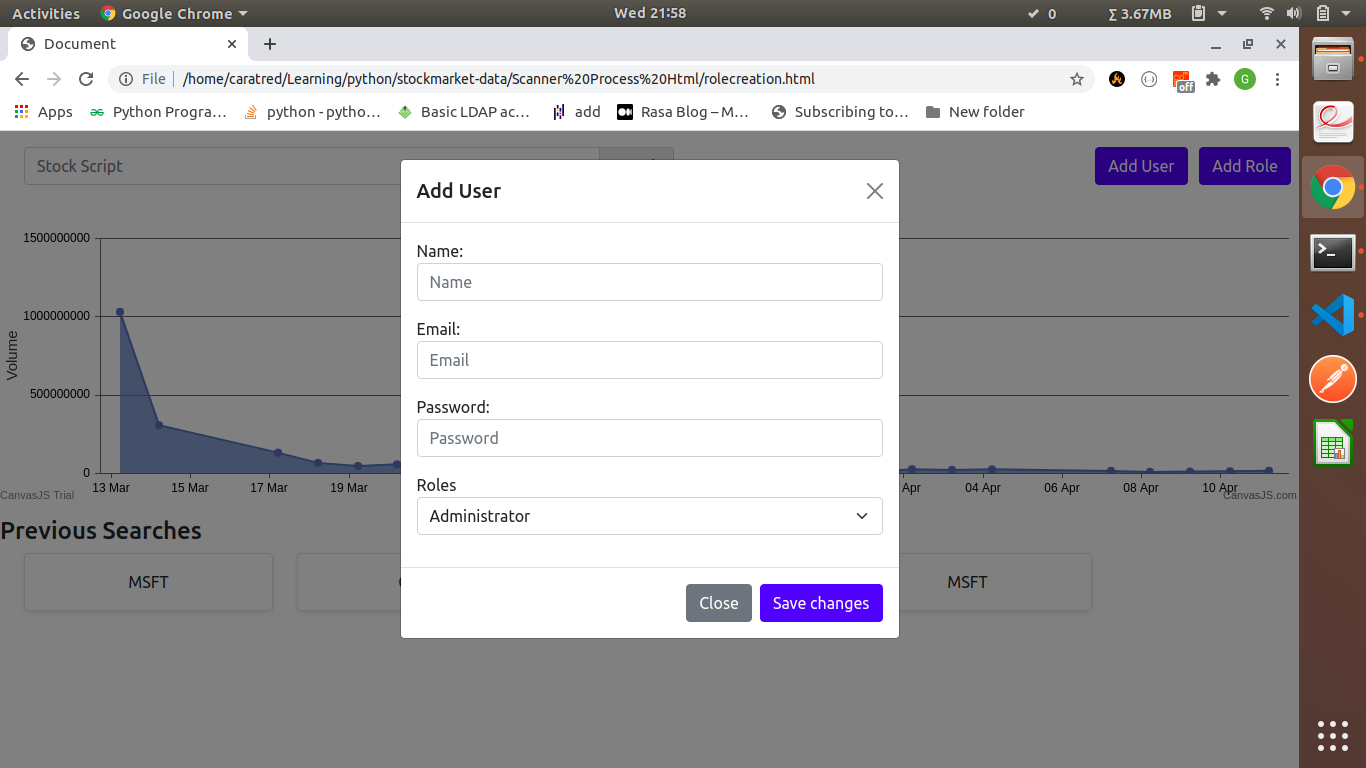 Activities Google Chrome Wed 21:58 0 Σ 3.67MB
Document
File /home/caratred/Learning/python/stockmarket-data/Scanner%20Process%20Html/rolecreation.html G off
Apps Python Progra… python - pytho… Basic LDAP ac… add Rasa Blog – M… Subscribing to… New folder
Stock Script Add User Add Role
Add User
Name:
Name
Email:
Email
Password:
Password
Roles
Administrator
Close Save changes
Volume
1500000000
1000000000
500000000
0
13 Mar 15 Mar 17 Mar 19 Mar Apr 04 Apr 06 Apr 08 Apr 10 Apr
CanvasJS Trial CanvasJS.com
Previous Searches
MSFT MSFT